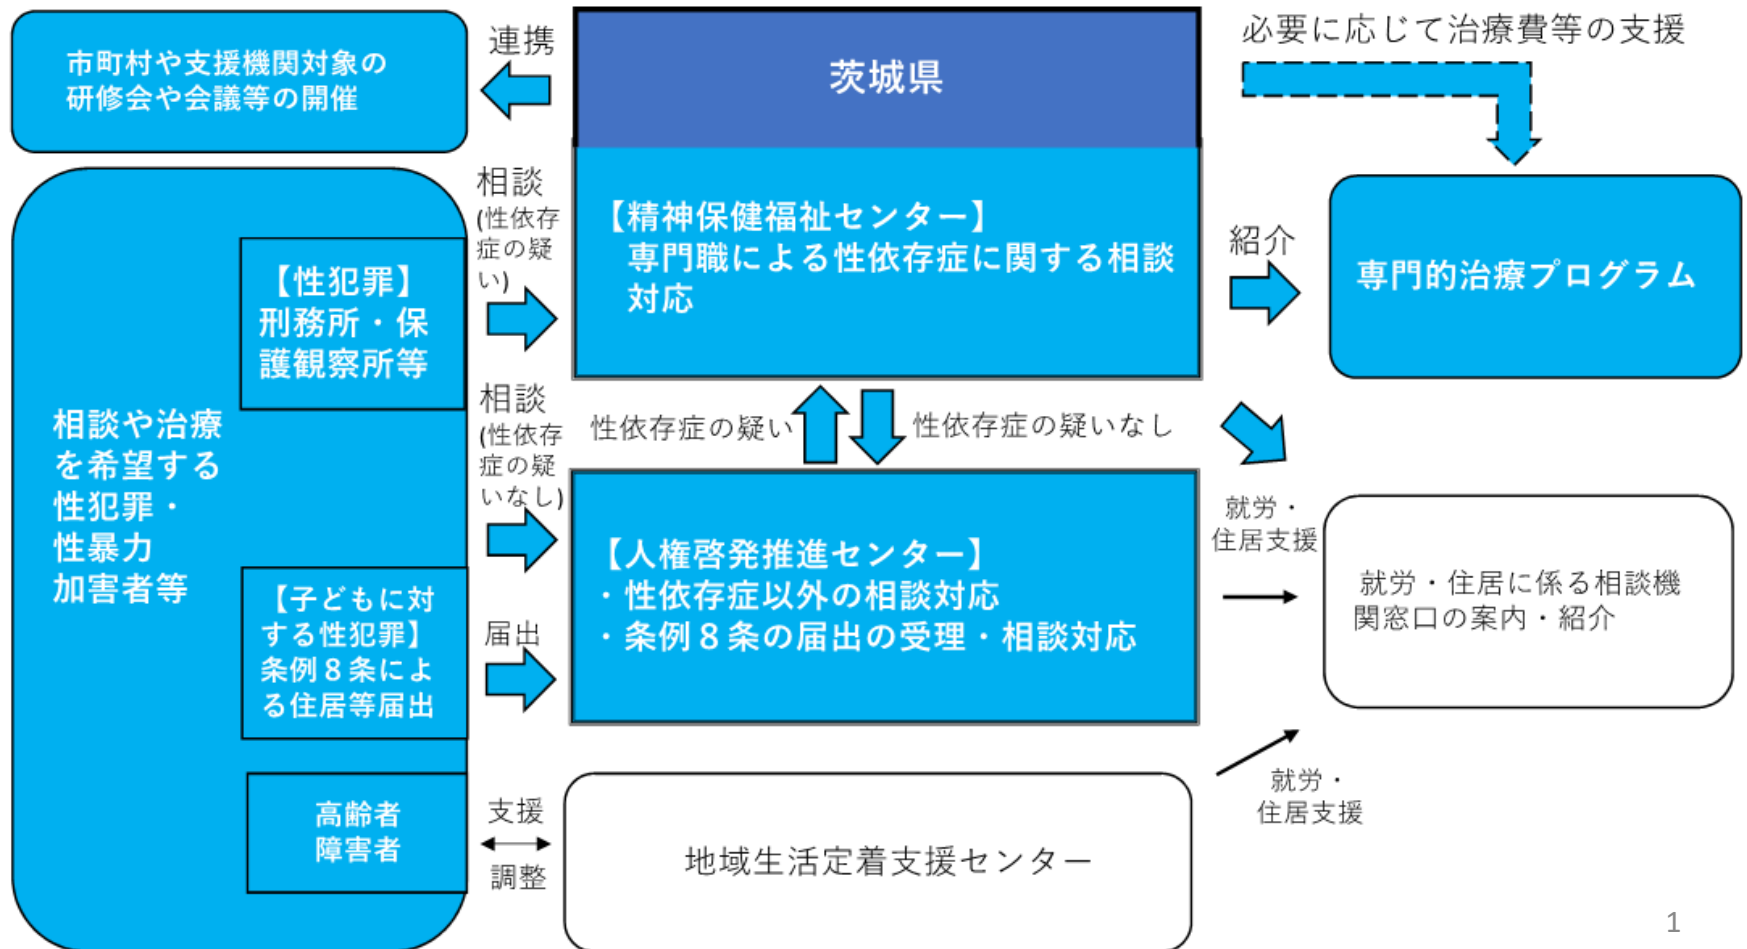 市町村や支援機関対象の
研修会や会議等の開催
連携
茨城県
必要に応じて治療費等の支援
相談
(性依存
症の疑
い)
【精神保健福祉センター】
専門職による性依存症に関する相談
対応
紹介
専門的治療プログラム
【性犯罪】
刑務所・保
護観察所等
相談や治療
を希望する
性犯罪・
性暴力
加害者等
相談
(性依存
症の疑
いなし)
性依存症の疑い
性依存症の疑いなし
【人権啓発推進センター】
・性依存症以外の相談対応
・条例８条の届出の受理・相談対応
就労・
住居支援
就労・住居に係る相談機
関窓口の案内・紹介
【子どもに対
する性犯罪】
条例８条によ
る住居等届出
届出
高齢者
障害者
支援
調整
地域生活定着支援センター
就労・
住居支援
1